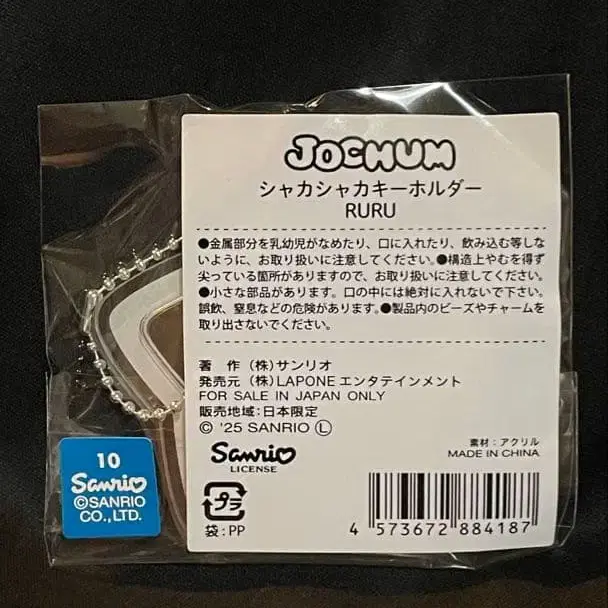 JOCHUM
シャカシャカキーホルダー
RURU
●金属部分を乳幼児がなめたり、口に入れたり、飲み込む等しな
いように、お取り扱いに注意してください。●構造上やむを得ず
尖っている箇所がありますので、お取り扱いに注意してください。
●小さな部品があります。口の中には絶対に入れないで下さい。
誤飲、窒息などの危険があります。●製品内のビーズやチャームを
取り出さないでください。
著　作 (株)サンリオ
発売元 (株)LAPONEエンタテインメント
FOR SALE IN JAPAN ONLY
販売地域:日本限定
© '25 SANRIO Ⓛ
Sanrio
LICENSE
素材:アクリル
MADE IN CHINA
プラ
袋:PP
4 573672 884187
10
Sanrio
©SANRIO
CO.,LTD.